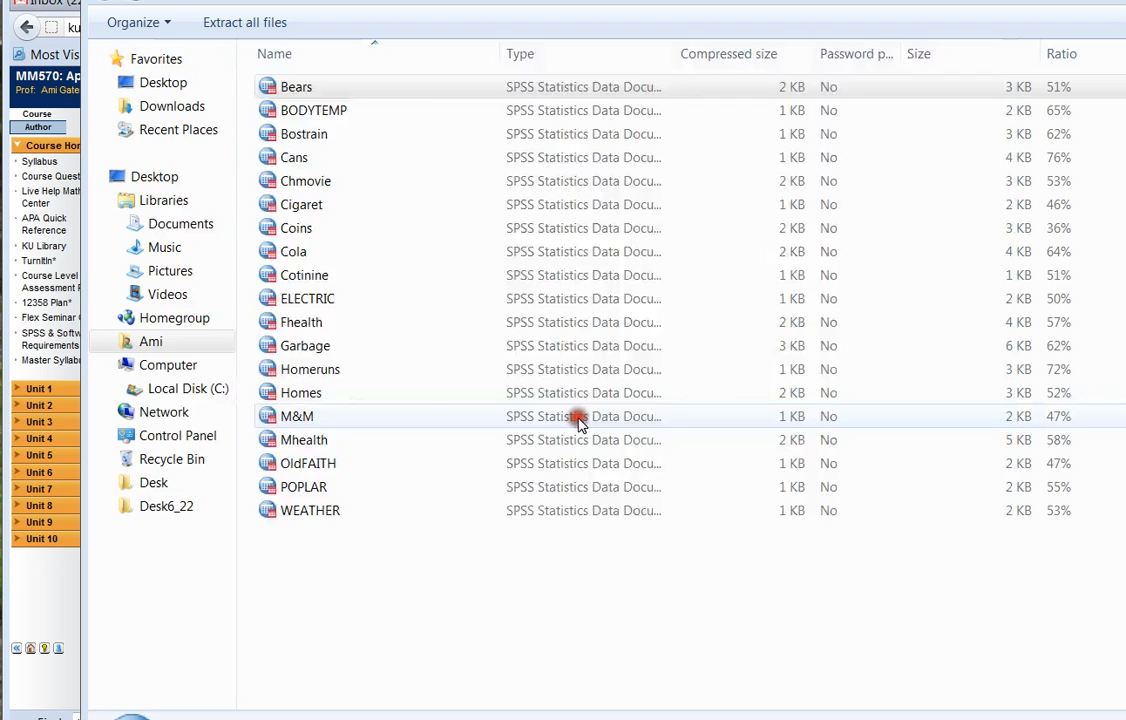 Inbox (22
ku
Most Vis
MM570: Ap
Prof: Ami Gate
Course
Author
Course Hor
Syllabus
Course Quest
Live Help Mat
Center
APA Quick
Reference
KU Library
TurnItIn*
Course Level
Assessment F
12358 Plan*
Flex Seminar
SPSS & Softw
Requirements
Master Syllab
Unit 1
Unit 2
Unit 3
Unit 4
Unit 5
Unit 6
Unit 7
Unit 8
Unit 9
Unit 10
Organize Extract all files
Favorites
Desktop
Downloads
Recent Places
Desktop
Libraries
Documents
Music
Pictures
Videos
Homegroup
Ami
Computer
Local Disk (C:)
Network
Control Panel
Recycle Bin
Desk
Desk6_22
Name Type Compressed size Password p... Size Ratio
Bears SPSS Statistics Data Docu... 2 KB No 3 KB 51%
BODYTEMP SPSS Statistics Data Docu... 1 KB No 2 KB 65%
Bostrain SPSS Statistics Data Docu... 1 KB No 3 KB 62%
Cans SPSS Statistics Data Docu... 1 KB No 4 KB 76%
Chmovie SPSS Statistics Data Docu... 2 KB No 3 KB 53%
Cigaret SPSS Statistics Data Docu... 1 KB No 2 KB 46%
Coins SPSS Statistics Data Docu... 2 KB No 2 KB 36%
Cola SPSS Statistics Data Docu... 2 KB No 4 KB 64%
Cotinine SPSS Statistics Data Docu... 1 KB No 1 KB 51%
ELECTRIC SPSS Statistics Data Docu... 1 KB No 2 KB 50%
Fhealth SPSS Statistics Data Docu... 2 KB No 4 KB 57%
Garbage SPSS Statistics Data Docu... 3 KB No 6 KB 62%
Homeruns SPSS Statistics Data Docu... 1 KB No 3 KB 72%
Homes SPSS Statistics Data Docu... 2 KB No 3 KB 52%
M&M SPSS Statistics Data Docu... 1 KB No 2 KB 47%
Mhealth SPSS Statistics Data Docu... 2 KB No 5 KB 58%
OldFAITH SPSS Statistics Data Docu... 1 KB No 2 KB 47%
POPLAR SPSS Statistics Data Docu... 1 KB No 2 KB 55%
WEATHER SPSS Statistics Data Docu... 1 KB No 2 KB 53%